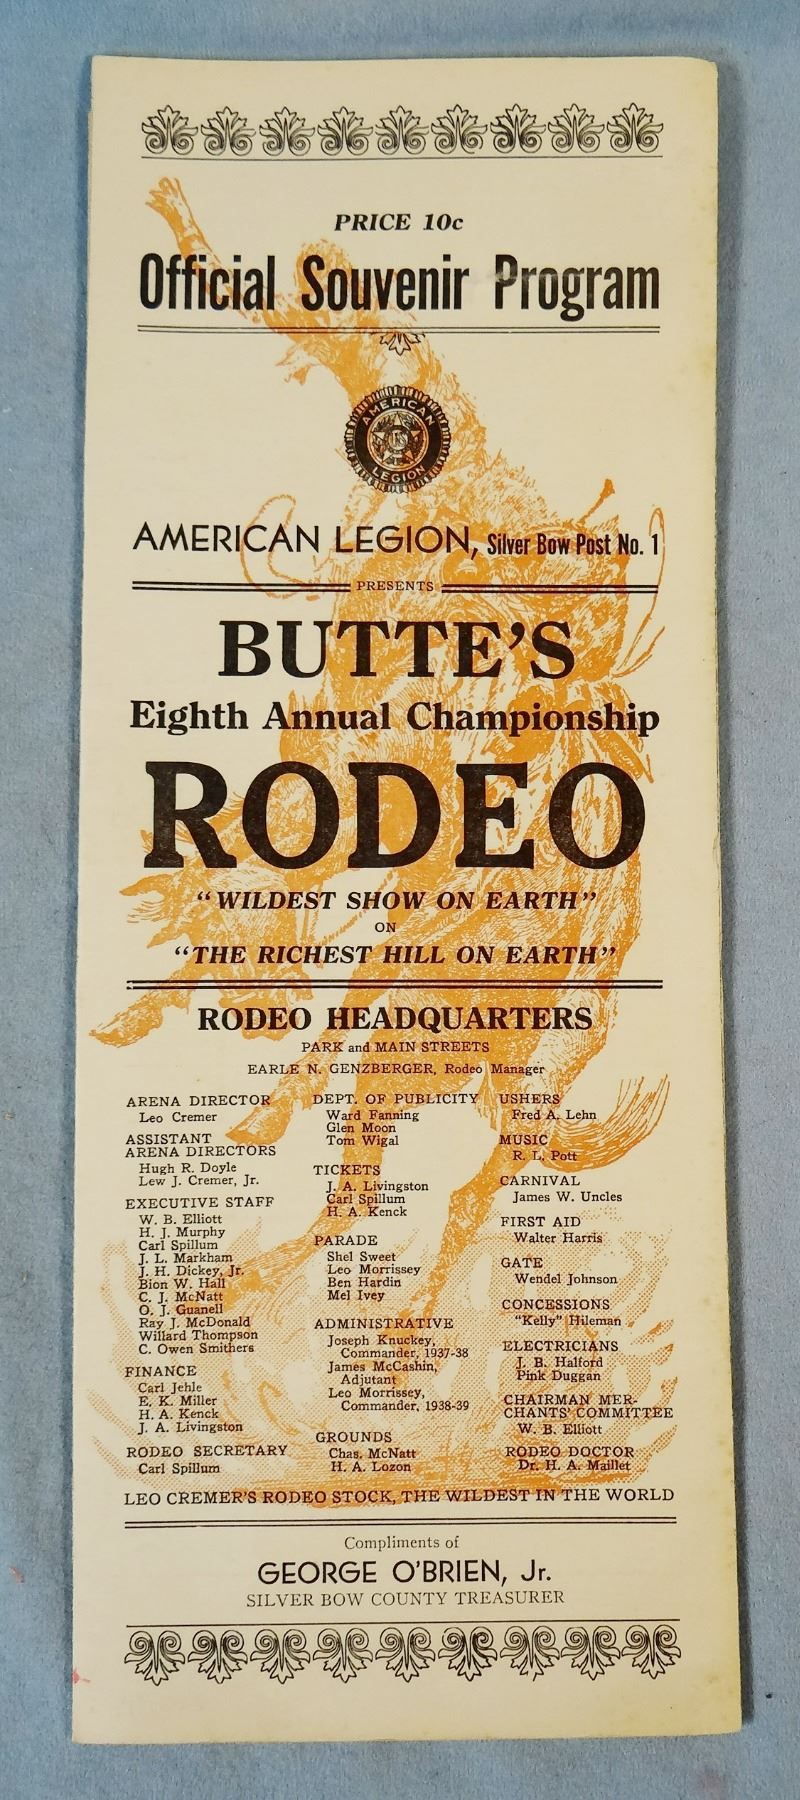 PRICE 10c
Official Souvenir Program
AMERICAN
LEGION
AMERICAN LEGION, Silver Bow Post No. 1
PRESENTS
BUTTE'S
Eighth Annual Championship
RODEO
"WILDEST SHOW ON EARTH"
ON
"THE RICHEST HILL ON EARTH"
RODEO HEADQUARTERS
PARK and MAIN STREETS
EARLE N. GENZBERGER, Rodeo Manager
ARENA DIRECTOR
Leo Cremer
ASSISTANT
ARENA DIRECTORS
Hugh R. Doyle
Lew J. Cremer, Jr.
EXECUTIVE STAFF
W. B. Elliott
H. J. Murphy
Carl Spillum
J. L. Markham
J. H. Dickey, Jr.
Bion W. Hall
C. J. McNatt
O. J. Guanell
Ray J. McDonald
Willard Thompson
C. Owen Smithers
FINANCE
Carl Jehle
E. K. Miller
H. A. Kenck
J. A. Livingston
RODEO SECRETARY
Carl Spillum
DEPT. OF PUBLICITY
Ward Fanning
Glen Moon
Tom Wigal
TICKETS
J. A. Livingston
Carl Spillum
H. A. Kenck
PARADE
Shel Sweet
Leo Morrissey
Ben Hardin
Mel Ivey
ADMINISTRATIVE
Joseph Knuckey,
Commander, 1937-38
James McCashin,
Adjutant
Leo Morrissey,
Commander, 1938-39
GROUNDS
Chas. McNatt
H. A. Lozon
USHERS
Fred A. Lehn
MUSIC
R. L. Pott
CARNIVAL
James W. Uncles
FIRST AID
Walter Harris
GATE
Wendel Johnson
CONCESSIONS
"Kelly" Hileman
ELECTRICIANS
J. B. Halford
Pink Duggan
CHAIRMAN MER-
CHANTS' COMMITTEE
W. B. Elliott
RODEO DOCTOR
Dr. H. A. Maillet
LEO CREMER'S RODEO STOCK, THE WILDEST IN THE WORLD
Compliments of
GEORGE O'BRIEN, Jr.
SILVER BOW COUNTY TREASURER